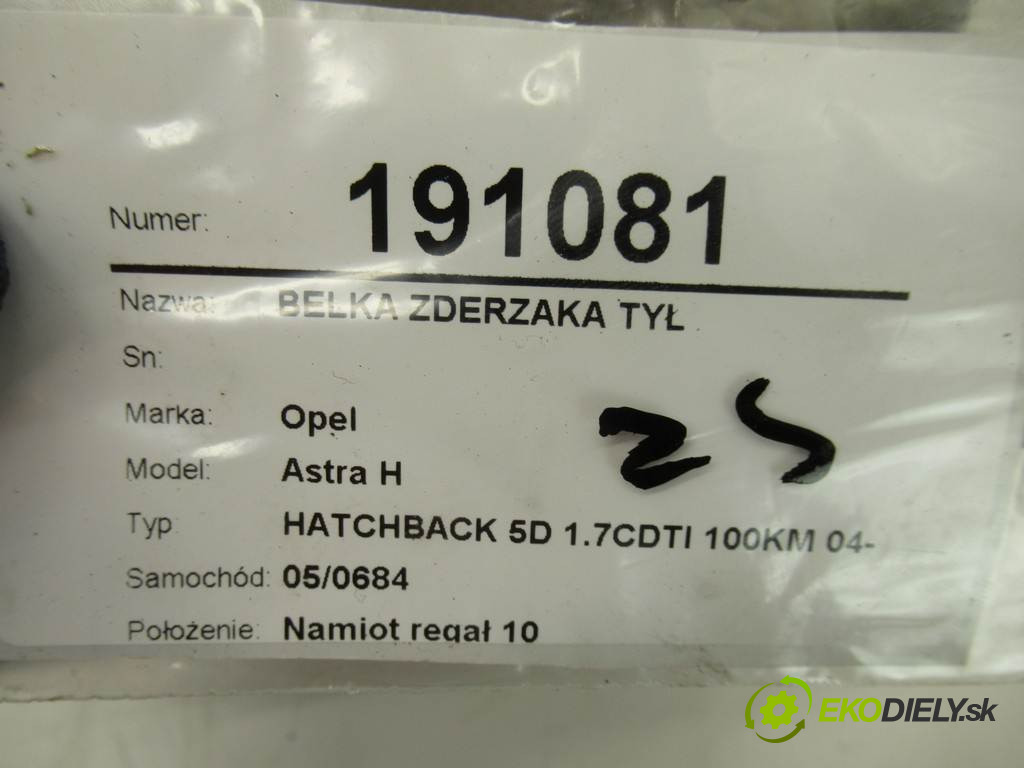 Numer: 191081
Nazwa: BELKA ZDERZAKA TYŁ
Sn:
Marka: Opel
Model: Astra H
Typ: HATCHBACK 5D 1.7CDTI 100KM 04-
Samochód: 05/0684
Położenie: Namiot regał 10
EKODIELY.sk